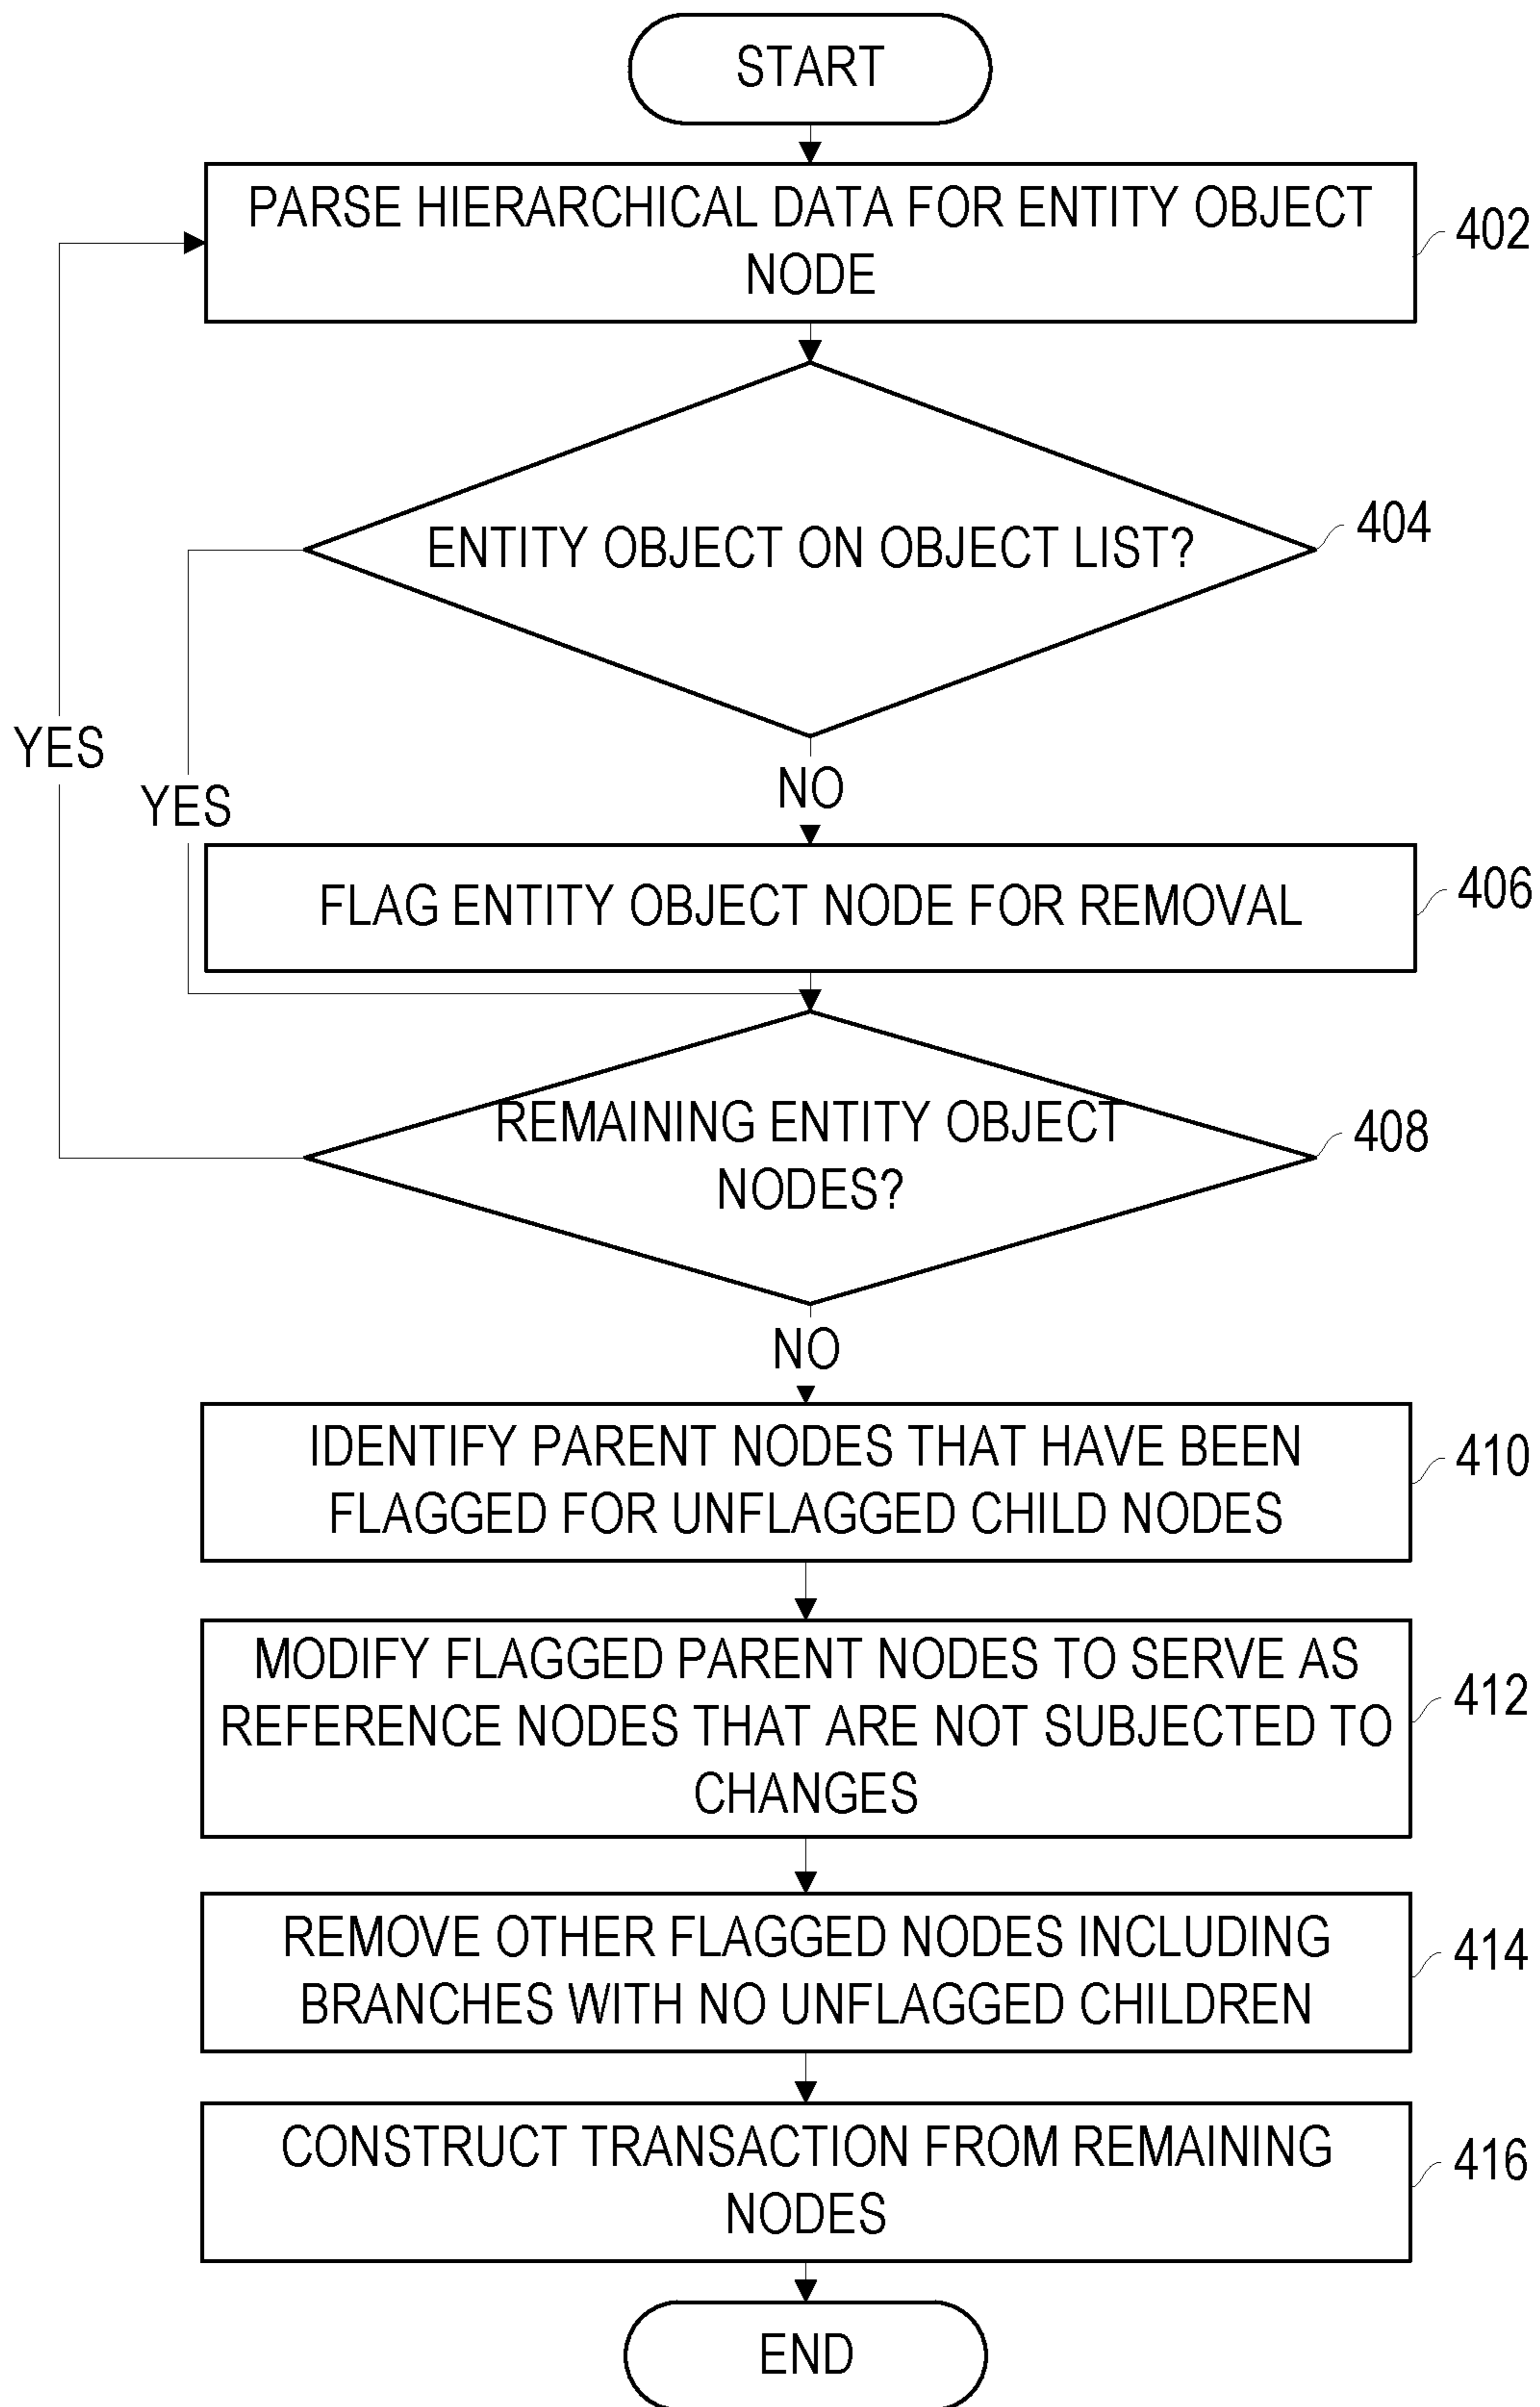 START
PARSE HIERARCHICAL DATA FOR ENTITY OBJECT
NODE
402
ENTITY OBJECT ON OBJECT LIST?
404
YES
YES
NO
FLAG ENTITY OBJECT NODE FOR REMOVAL
406
REMAINING ENTITY OBJECT
NODES?
408
NO
IDENTIFY PARENT NODES THAT HAVE BEEN
FLAGGED FOR UNFLAGGED CHILD NODES
410
MODIFY FLAGGED PARENT NODES TO SERVE AS
REFERENCE NODES THAT ARE NOT SUBJECTED TO
CHANGES
412
REMOVE OTHER FLAGGED NODES INCLUDING
BRANCHES WITH NO UNFLAGGED CHILDREN
414
CONSTRUCT TRANSACTION FROM REMAINING
NODES
416
END